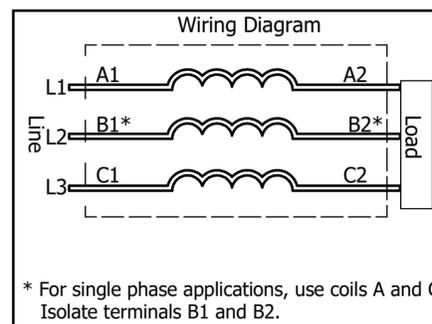 Wiring Diagram
L1 A1 A2
Line L2 B1* B2* Load
L3 C1 C2
* For single phase applications, use coils A and
Isolate terminals B1 and B2.